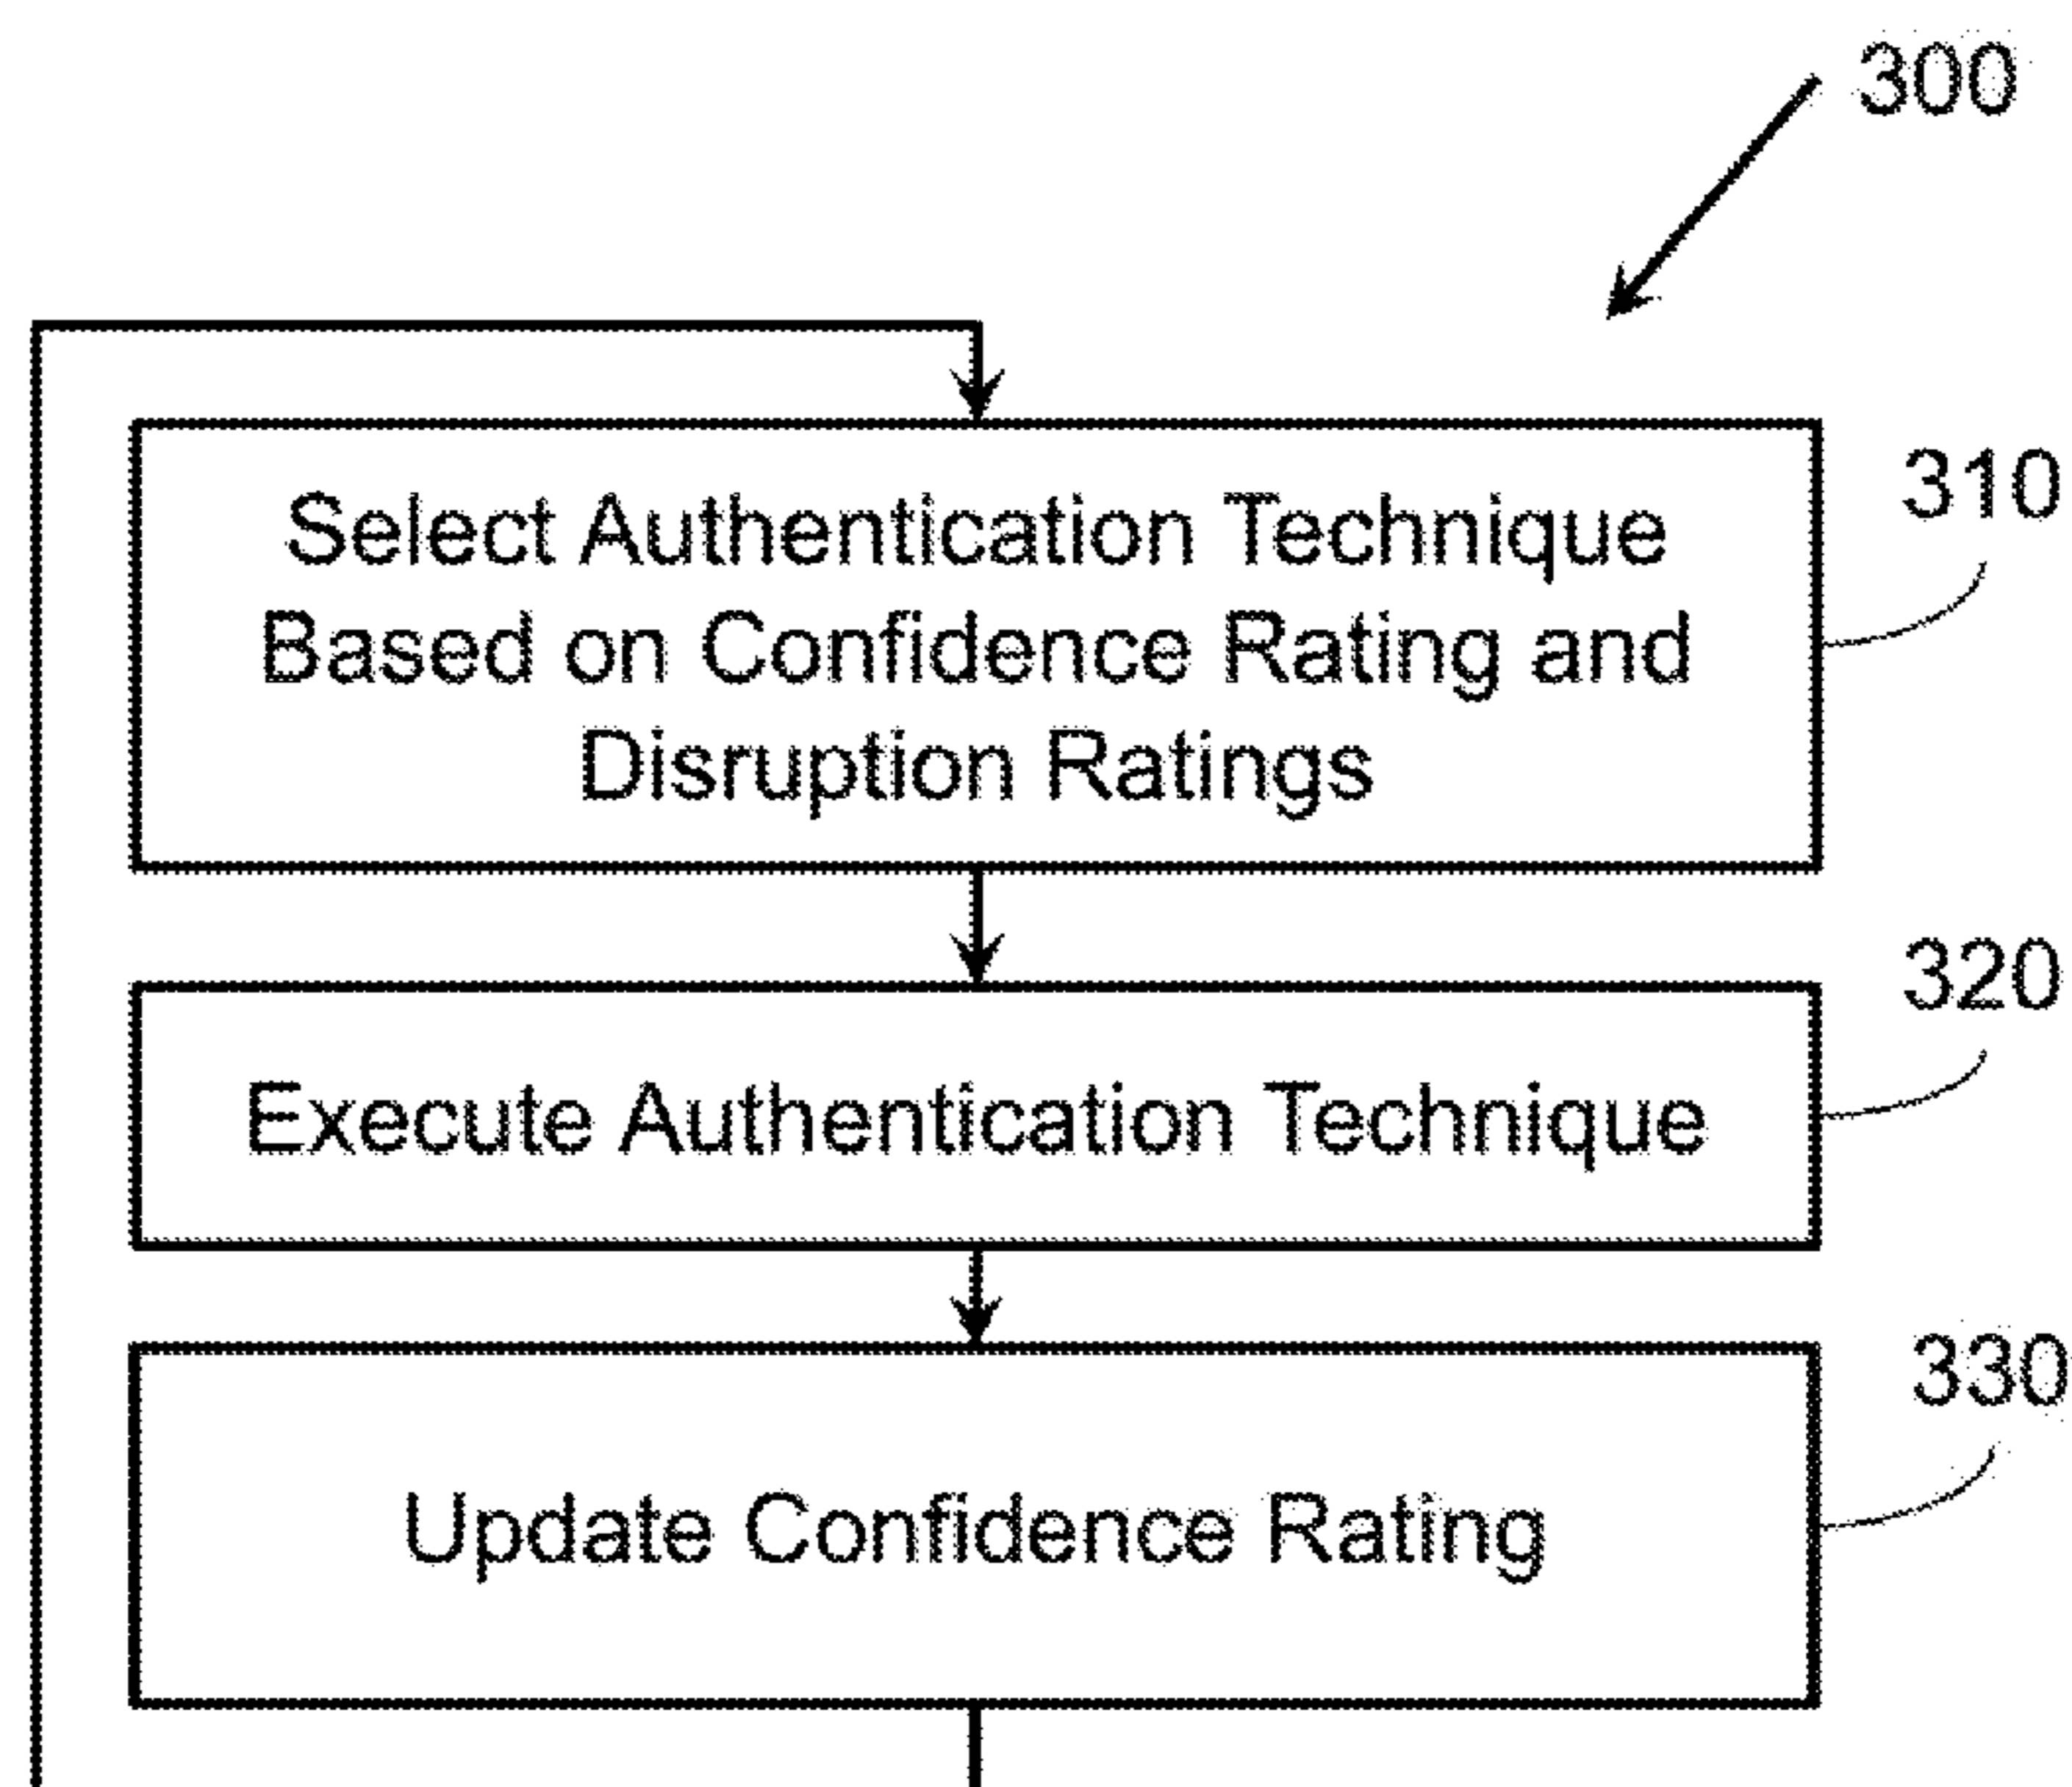 300
310
Select Authentication Technique
Based on Confidence Rating and
Disruption Ratings
320
Execute Authentication Technique
330
Update Confidence Rating